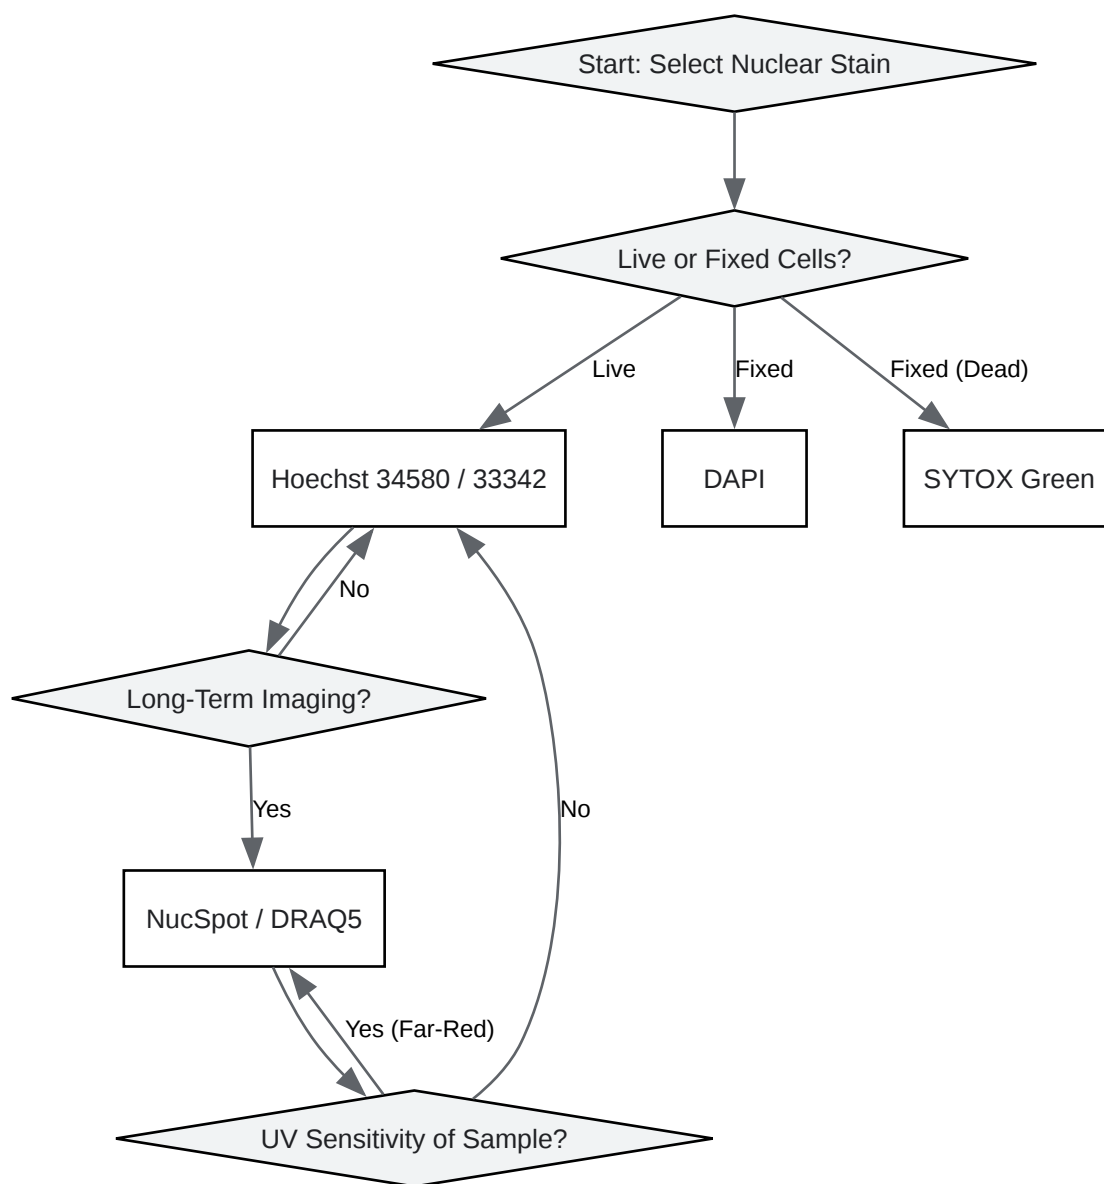 Start: Select Nuclear Stain
Live or Fixed Cells?
Live
Fixed
Fixed (Dead)
Hoechst 34580 / 33342
DAPI
SYTOX Green
No
Long-Term Imaging?
Yes
No
NucSpot / DRAQ5
Yes (Far-Red)
UV Sensitivity of Sample?